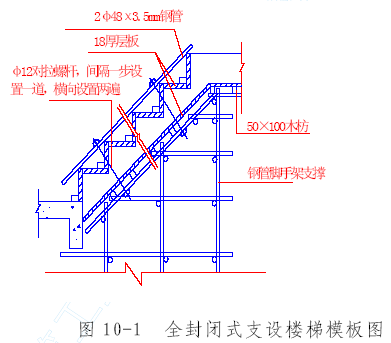 2φ48×3.5mm钢管
18厚层板
φ12对拉螺杆，间隔一步设
置一道，横向设置两遍
50×100木枋
钢管脚手架支撑
图 10-1 全封闭式支设楼梯模板图